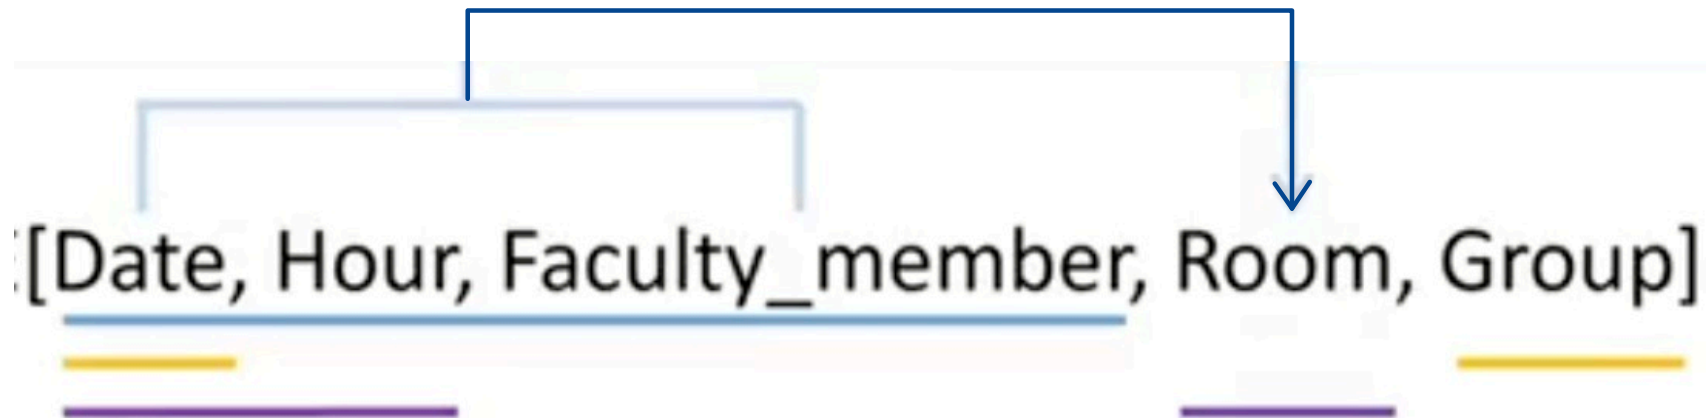 [Date, Hour, Faculty_member, Room, Group]